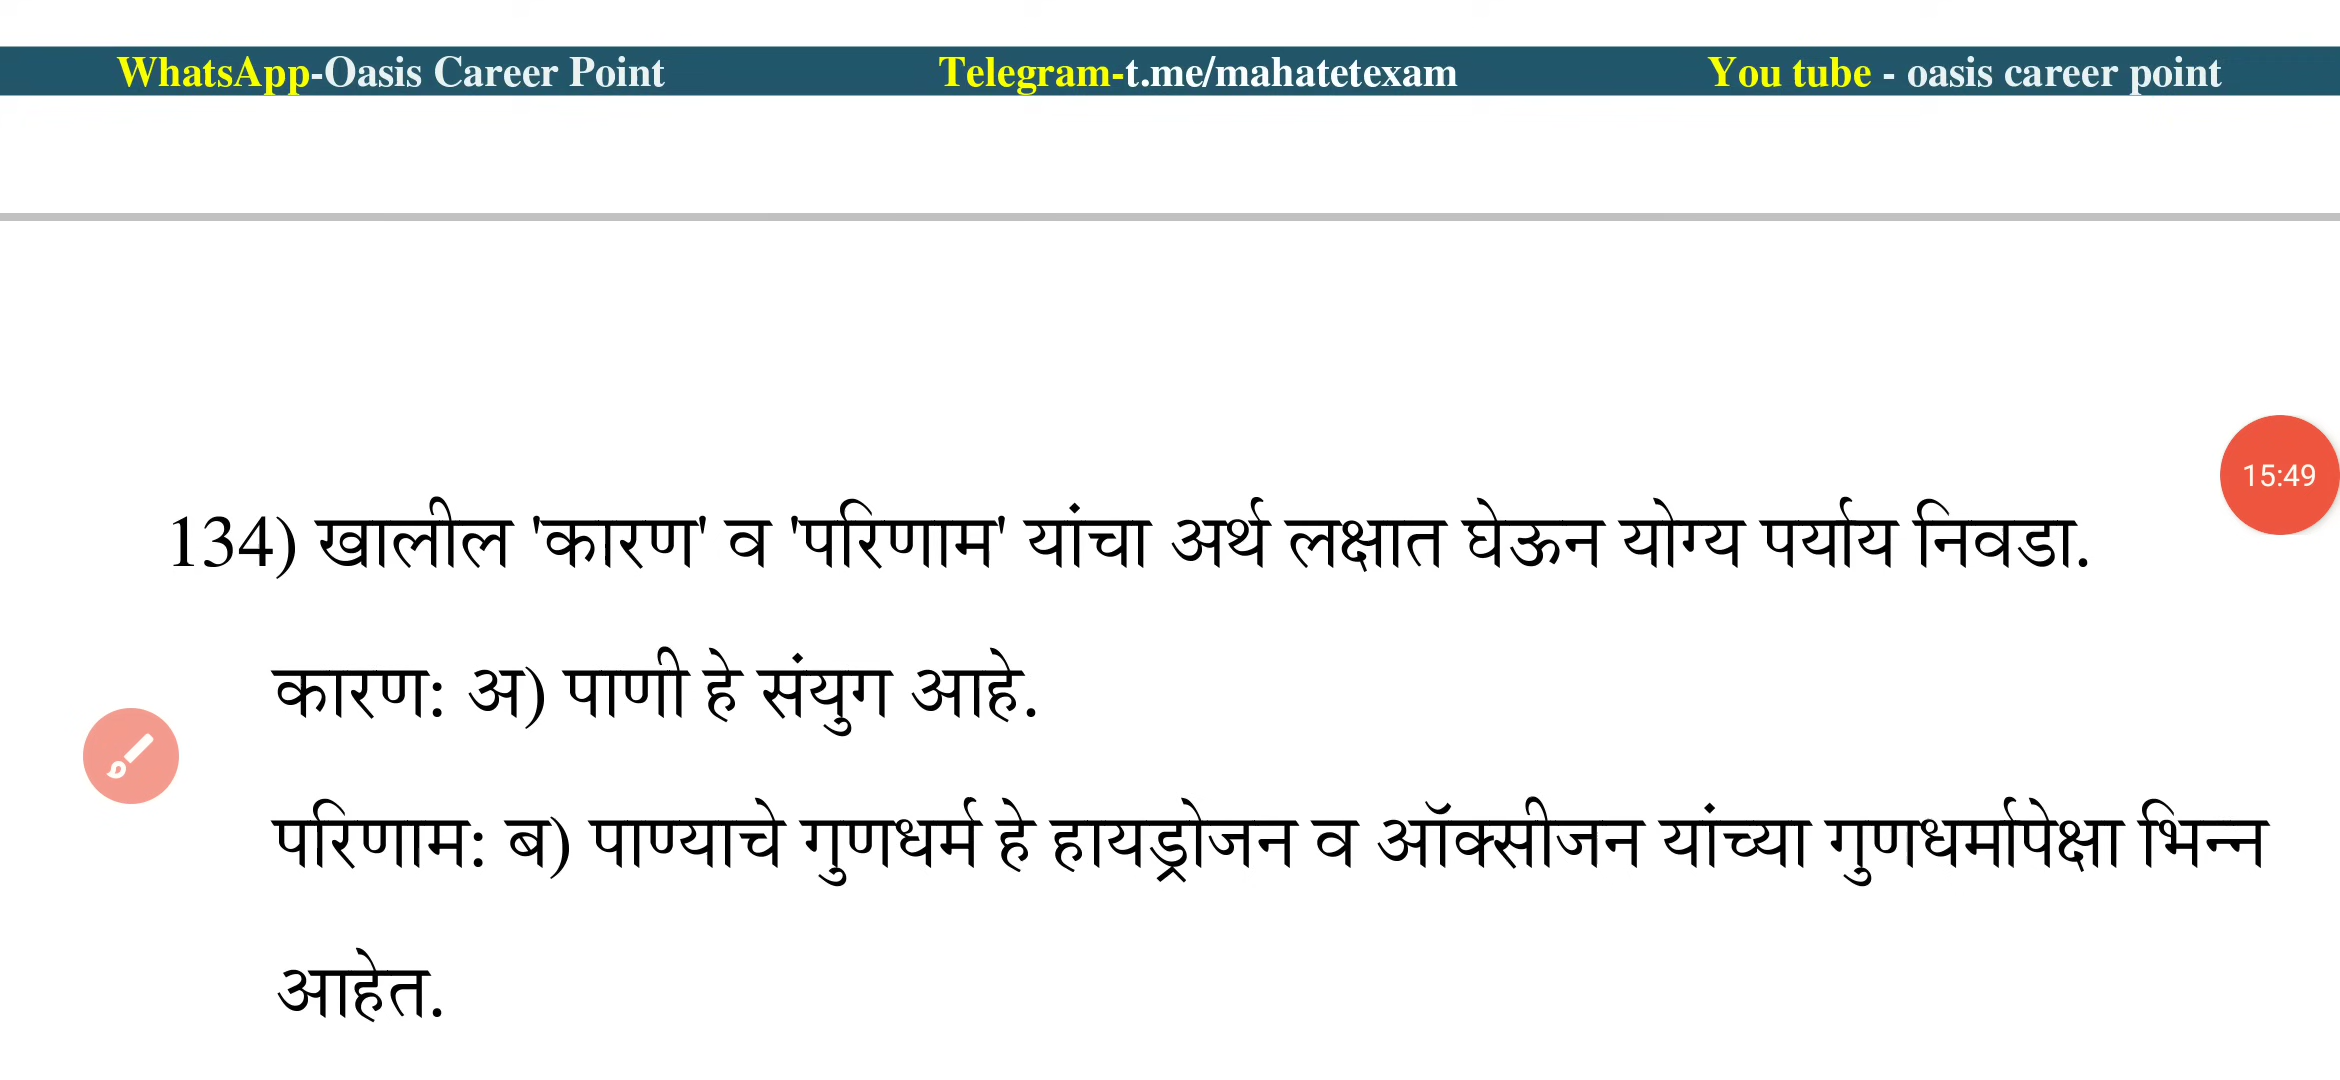 WhatsApp-Oasis Career Point Telegram-t.me/mahatetexam You tube - oasis career point
15:49
134) खालील 'कारण' व 'परिणाम' यांचा अर्थ लक्षात घेऊन योग्य पर्याय निवडा.
कारण: अ) पाणी हे संयुग आहे.
परिणाम: ब) पाण्याचे गुणधर्म हे हायड्रोजन व ऑक्सीजन यांच्या गुणधर्मापेक्षा भिन्न
आहेत.